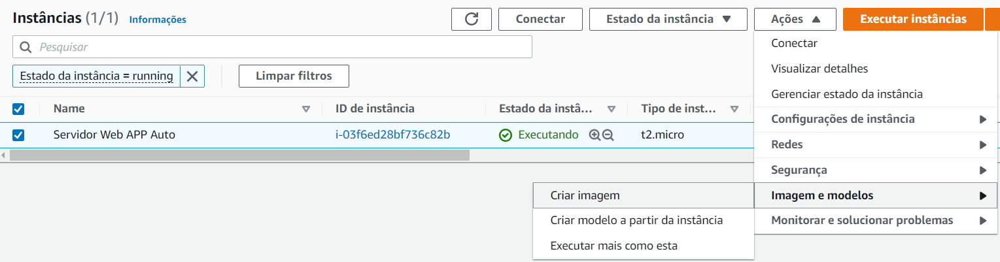 Instâncias (1/1) Informações Conectar Estado da instância Ações Executar instâncias
Pesquisar
Estado da instância = running Limpar filtros
Name ID de instância Estado da instâ... Tipo de inst...
Servidor Web APP Auto i-03f6ed28bf736c82b Executando t2.micro
Conectar
Visualizar detalhes
Gerenciar estado da instância
Configurações de instância
Redes
Segurança
Imagem e modelos
Monitorar e solucionar problemas
Criar imagem
Criar modelo a partir da instância
Executar mais como esta